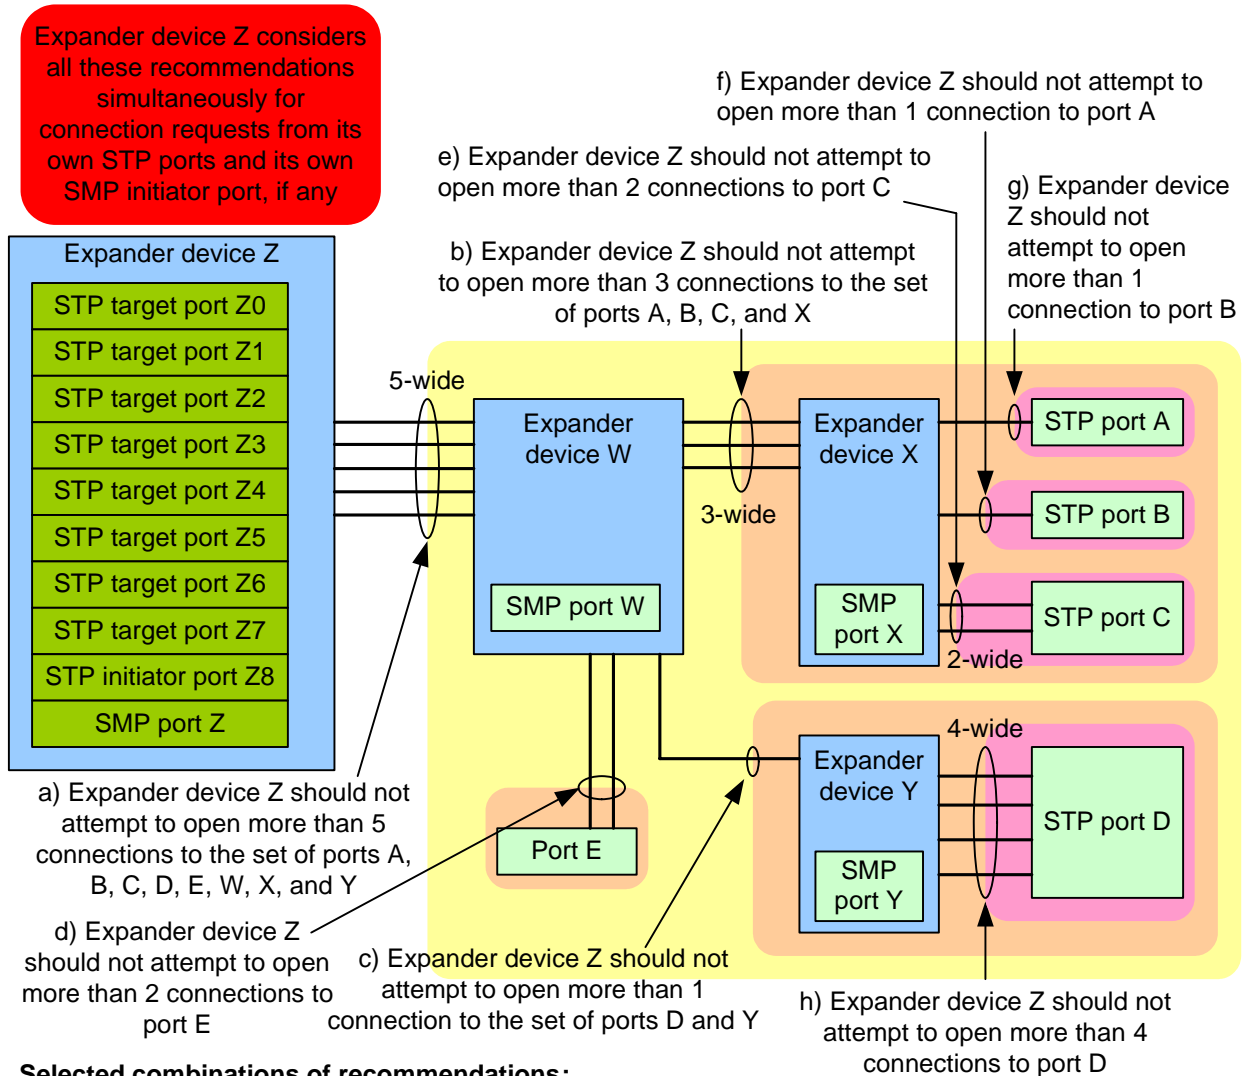 Expander device Z considers
all these recommendations
simultaneously for
connection requests from its
own STP ports and its own
SMP initiator port, if any
f) Expander device Z should not attempt to
open more than 1 connection to port A
e) Expander device Z should not attempt to
open more than 2 connections to port C
g) Expander device
Z should not
attempt to open
more than 1
connection to port B
b) Expander device Z should not attempt
to open more than 3 connections to the set
of ports A, B, C, and X
Expander device Z
STP target port Z0
STP target port Z1
STP target port Z2
STP target port Z3
STP target port Z4
STP target port Z5
STP target port Z6
STP target port Z7
STP initiator port Z8
SMP port Z
5-wide
Expander
device W
SMP port W
3-wide
Expander
device X
SMP
port X
2-wide
STP port A
STP port B
STP port C
Port E
Expander
device Y
SMP
port Y
4-wide
STP port D
a) Expander device Z should not
attempt to open more than 5
connections to the set of ports A,
B, C, D, E, W, X, and Y
d) Expander device Z
should not attempt to open
more than 2 connections to
port E
c) Expander device Z should not
attempt to open more than 1
connection to the set of ports D and Y
h) Expander device Z should not
attempt to open more than 4
connections to port D
Selected combinations of recommendations: